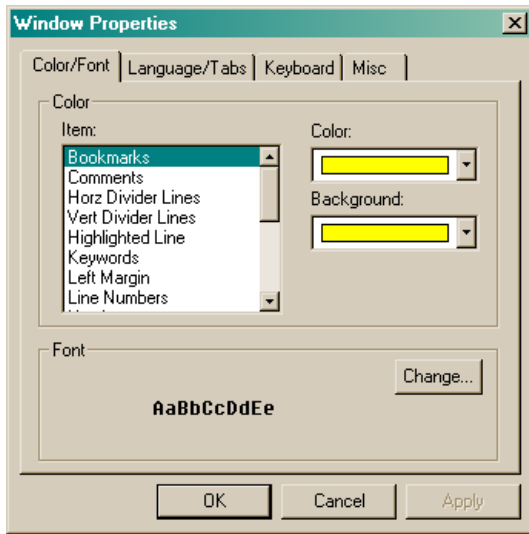 Window Properties
Color/Font Language/Tabs Keyboard Misc
Color
Item:
Bookmarks
Comments
Horz Divider Lines
Vert Divider Lines
Highlighted Line
Keywords
Left Margin
Line Numbers
Color:
Background:
Font
Change...
AaBbCcDdEe
OK Cancel Apply